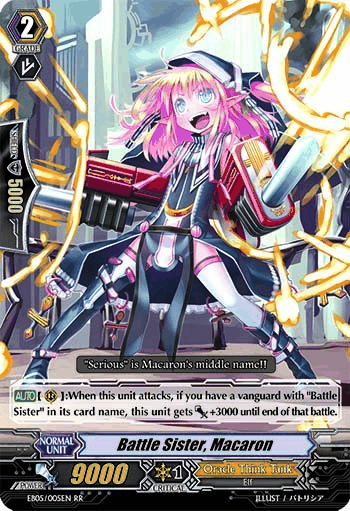 2
GRADE
SHIELD
5000
"Serious" is Macaron's middle name!!
AUTO [ ]:When this unit attacks, if you have a vanguard with "Battle
Sister" in its card name, this unit gets +3000 until end of that battle.
NORMAL
UNIT
Battle Sister, Macaron
POWER
9000
1
CRITICAL
Oracle Think Tank
Elf
EB05/005EN RR
ILLUST / パトリシア